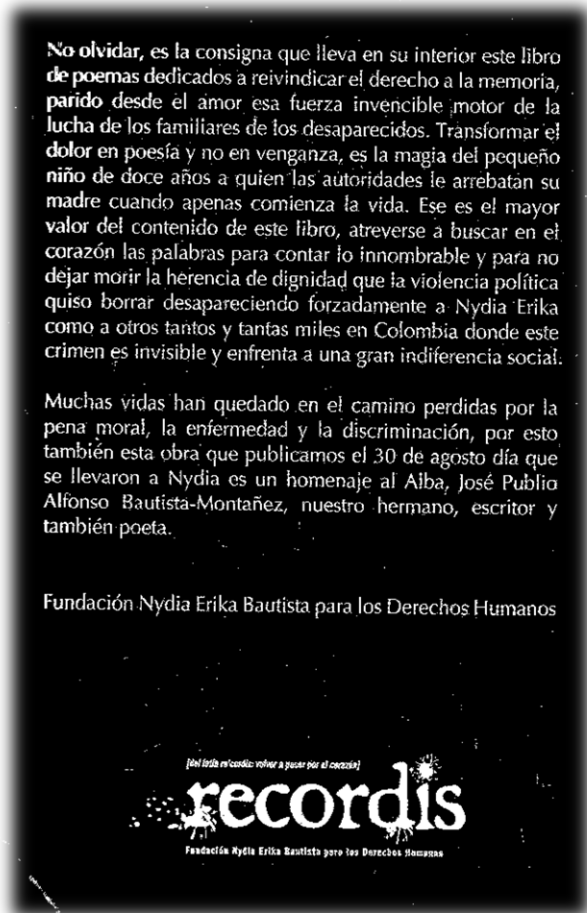 No olvidar, es la consigna que lleva en su interior este libro
de poemas dedicados a reivindicar el derecho a la memoria,
parido desde el amor esa fuerza invencible motor de la
lucha de los familiares de los desaparecidos. Transformar el
dolor en poesía y no en venganza, es la magia del pequeño
niño de doce años a quien las autoridades le arrebatan su
madre cuando apenas comienza la vida. Ese es el mayor
valor del contenido de este libro, atreverse a buscar en el
corazón las palabras para contar lo innombrable y para no
dejar morir la herencia de dignidad que la violencia política
quiso borrar desapareciendo forzadamente a Nydia Erika
como a otros tantos y tantas miles en Colombia donde este
crimen es invisible y enfrenta a una gran indiferencia social.
Muchas vidas han quedado en el camino perdidas por la
pena moral, la enfermedad y la discriminación, por esto
también esta obra que publicamos el 30 de agosto día que
se llevaron a Nydia es un homenaje al Alba, José Publio
Alfonso Bautista-Montañez, nuestro hermano, escritor y
también poeta.
Fundación Nydia Erika Bautista para los Derechos Humanos
[del latín re'cordis: volver a pasar por el corazón]
recordis
Fundación Nydia Erika Bautista para los Derechos Humanos